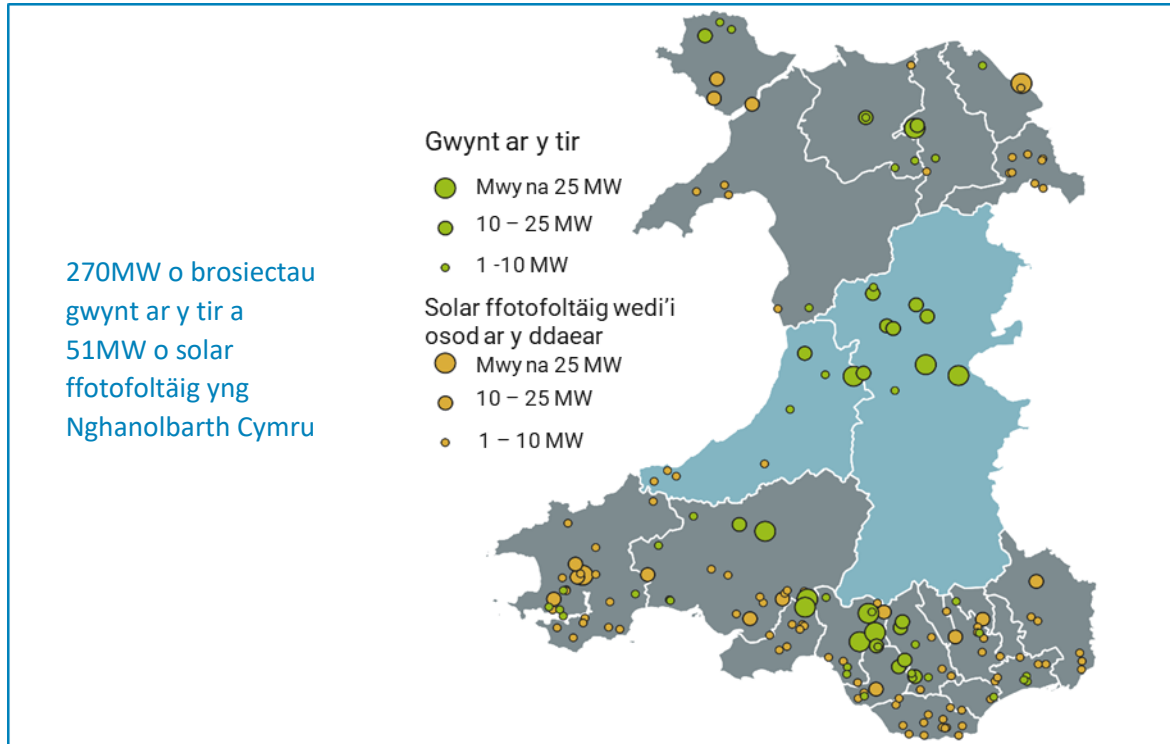 270MW o brosiectau
gwynt ar y tir a
51MW o solar
ffotofoltäig yng
Nghanolbarth Cymru
Gwynt ar y tir
Mwy na 25 MW
10 – 25 MW
1 -10 MW
Solar ffotofoltäig wedi’i
osod ar y ddaear
Mwy na 25 MW
10 – 25 MW
1 – 10 MW